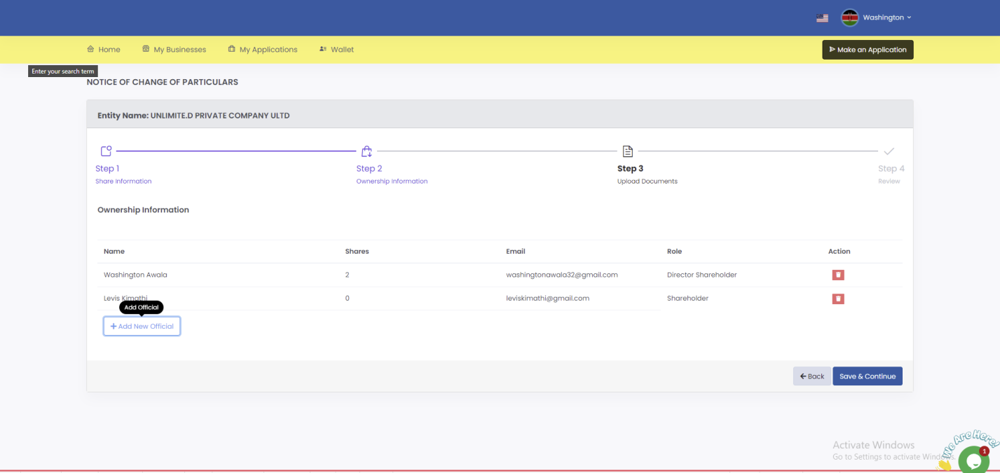 Washington
Home My Businesses My Applications Wallet Make an Application
Enter your search term
NOTICE OF CHANGE OF PARTICULARS
Entity Name: UNLIMITE.D PRIVATE COMPANY ULTD
Step 1 Step 2 Step 3 Step 4
Share Information Ownership Information Upload Documents Review
Ownership Information
Name Shares Email Role Action
Washington Awala 2 washingtonawala32@gmail.com Director Shareholder
Levis Kimathi 0 leviskimathi@gmail.com Shareholder
Add Official
+ Add New Official
Back Save & Continue
We Are Here!
Activate Windows
1
Go to Settings to activate Windows.